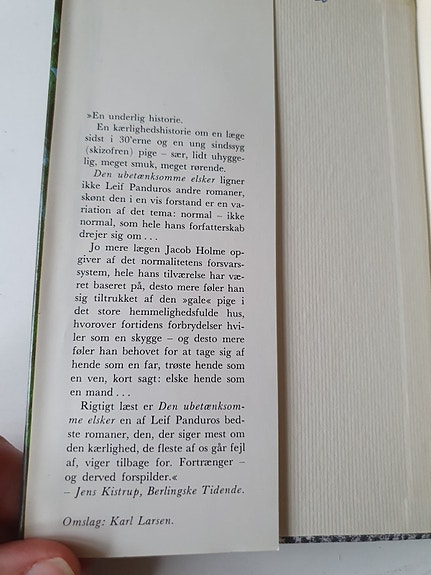 »En underlig historie.
En kærlighedshistorie om en læge
sidst i 30'erne og en ung sindssyg
(skizofren) pige – sær, lidt uhygge-
lig, meget smuk, meget rørende.
Den ubetænksomme elsker ligner
ikke Leif Panduros andre romaner,
skønt den i en vis forstand er en va-
riation af det tema: normal – ikke
normal, som hele hans forfatterskab
drejer sig om . . .
Jo mere lægen Jacob Holme op-
giver af det normalitetens forsvars-
system, hele hans tilværelse har væ-
ret baseret på, desto mere føler han
sig tiltrukket af den »gale« pige i
det store hemmelighedsfulde hus,
hvorover fortidens forbrydelser hvi-
ler som en skygge – og desto mere
føler han behovet for at tage sig af
hende som en far, trøste hende som
en ven, kort sagt: elske hende som
en mand . . .
Rigtigt læst er Den ubetænksom-
me elsker en af Leif Panduros bed-
ste romaner, den, der siger mest om
den kærlighed, de fleste af os går fejl
af, viger tilbage for. Fortrænger –
og derved forspilder.«
– Jens Kistrup, Berlingske Tidende.
Omslag: Karl Larsen.